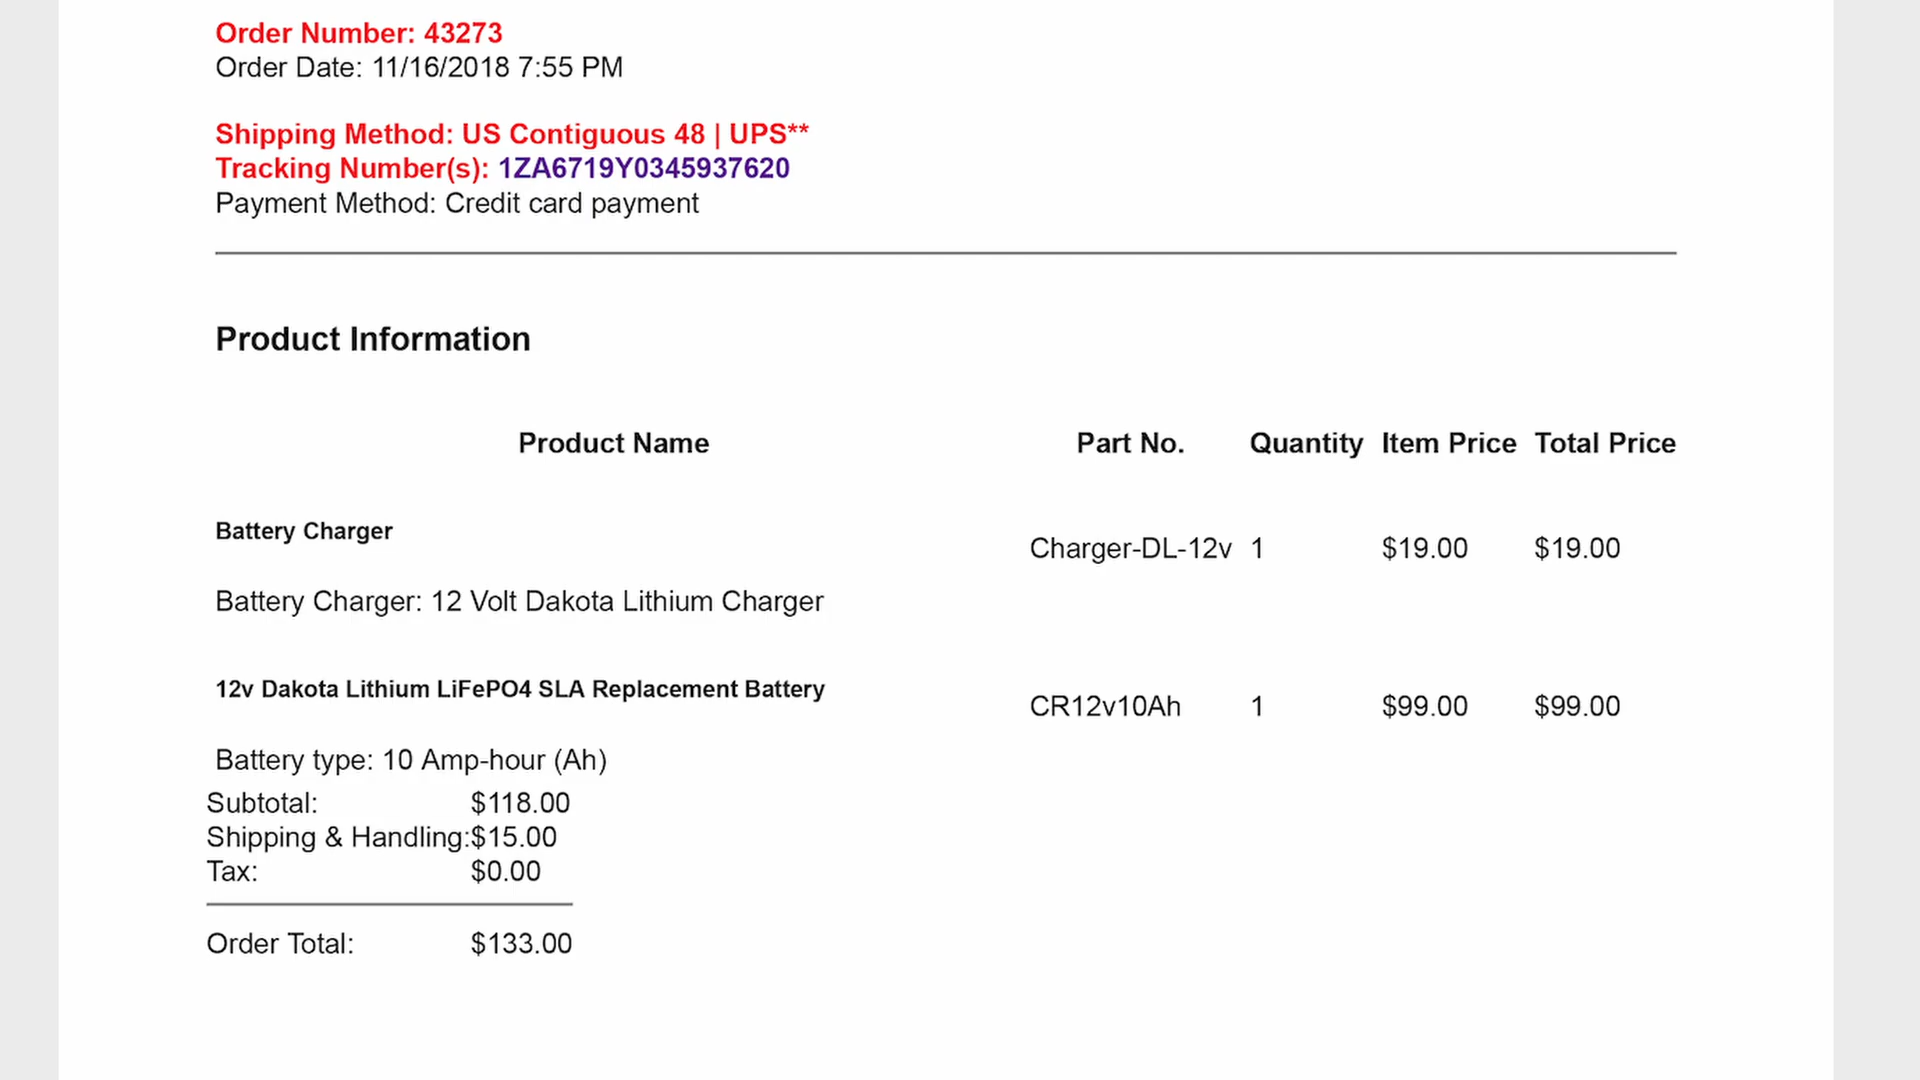 Order Number: 43273
Order Date: 11/16/2018 7:55 PM
Shipping Method: US Contiguous 48 | UPS**
Tracking Number(s): 1ZA6719Y0345937620
Payment Method: Credit card payment
Product Information
Product Name Part No. Quantity Item Price Total Price
Battery Charger
Charger-DL-12v 1 $19.00 $19.00
Battery Charger: 12 Volt Dakota Lithium Charger
12v Dakota Lithium LiFePO4 SLA Replacement Battery
CR12v10Ah 1 $99.00 $99.00
Battery type: 10 Amp-hour (Ah)
Subtotal: $118.00
Shipping & Handling:$15.00
Tax: $0.00
Order Total: $133.00